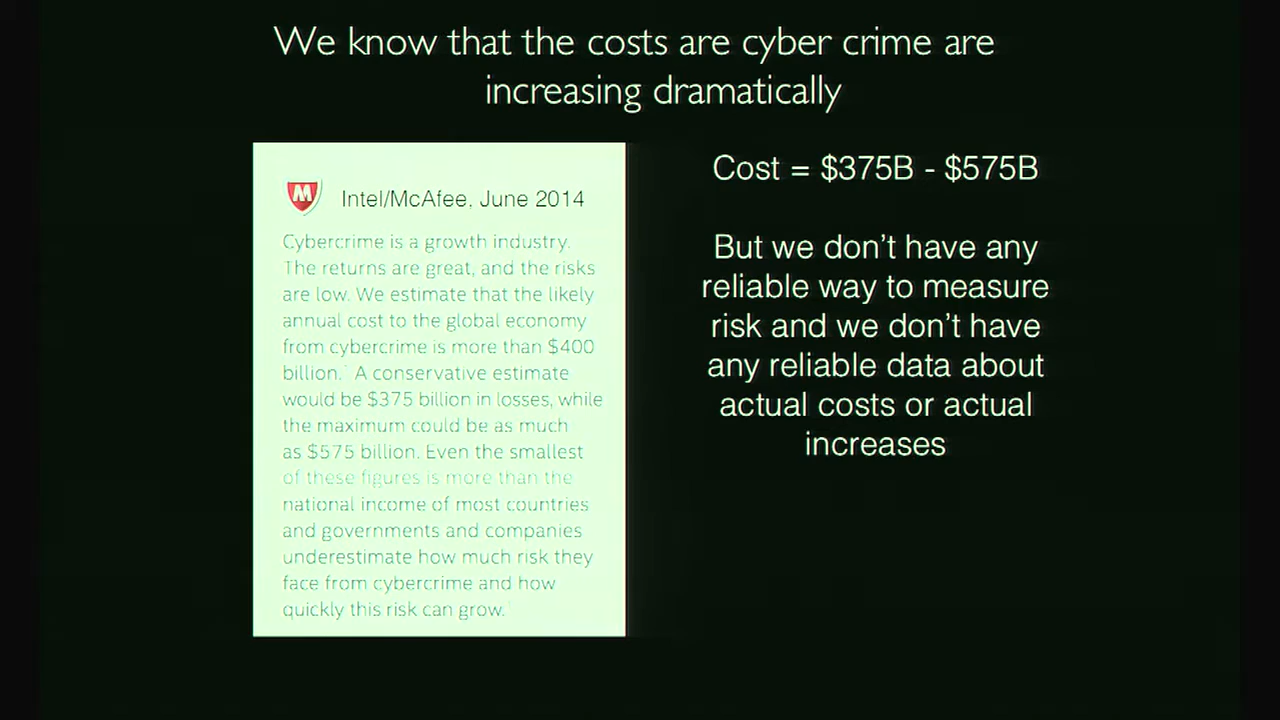 We know that the costs are cyber crime are
increasing dramatically
M
Intel/McAfee, June 2014
Cybercrime is a growth industry.
The returns are great, and the risks
are low. We estimate that the likely
annual cost to the global economy
from cybercrime is more than $400
billion. A conservative estimate
would be $375 billion in losses, while
the maximum could be as much
as $575 billion. Even the smallest
of these figures is more than the
national income of most countries
and governments and companies
underestimate how much risk they
face from cybercrime and how
quickly this risk can grow.
Cost = $375B - $575B
But we don't have any
reliable way to measure
risk and we don't have
any reliable data about
actual costs or actual
increases